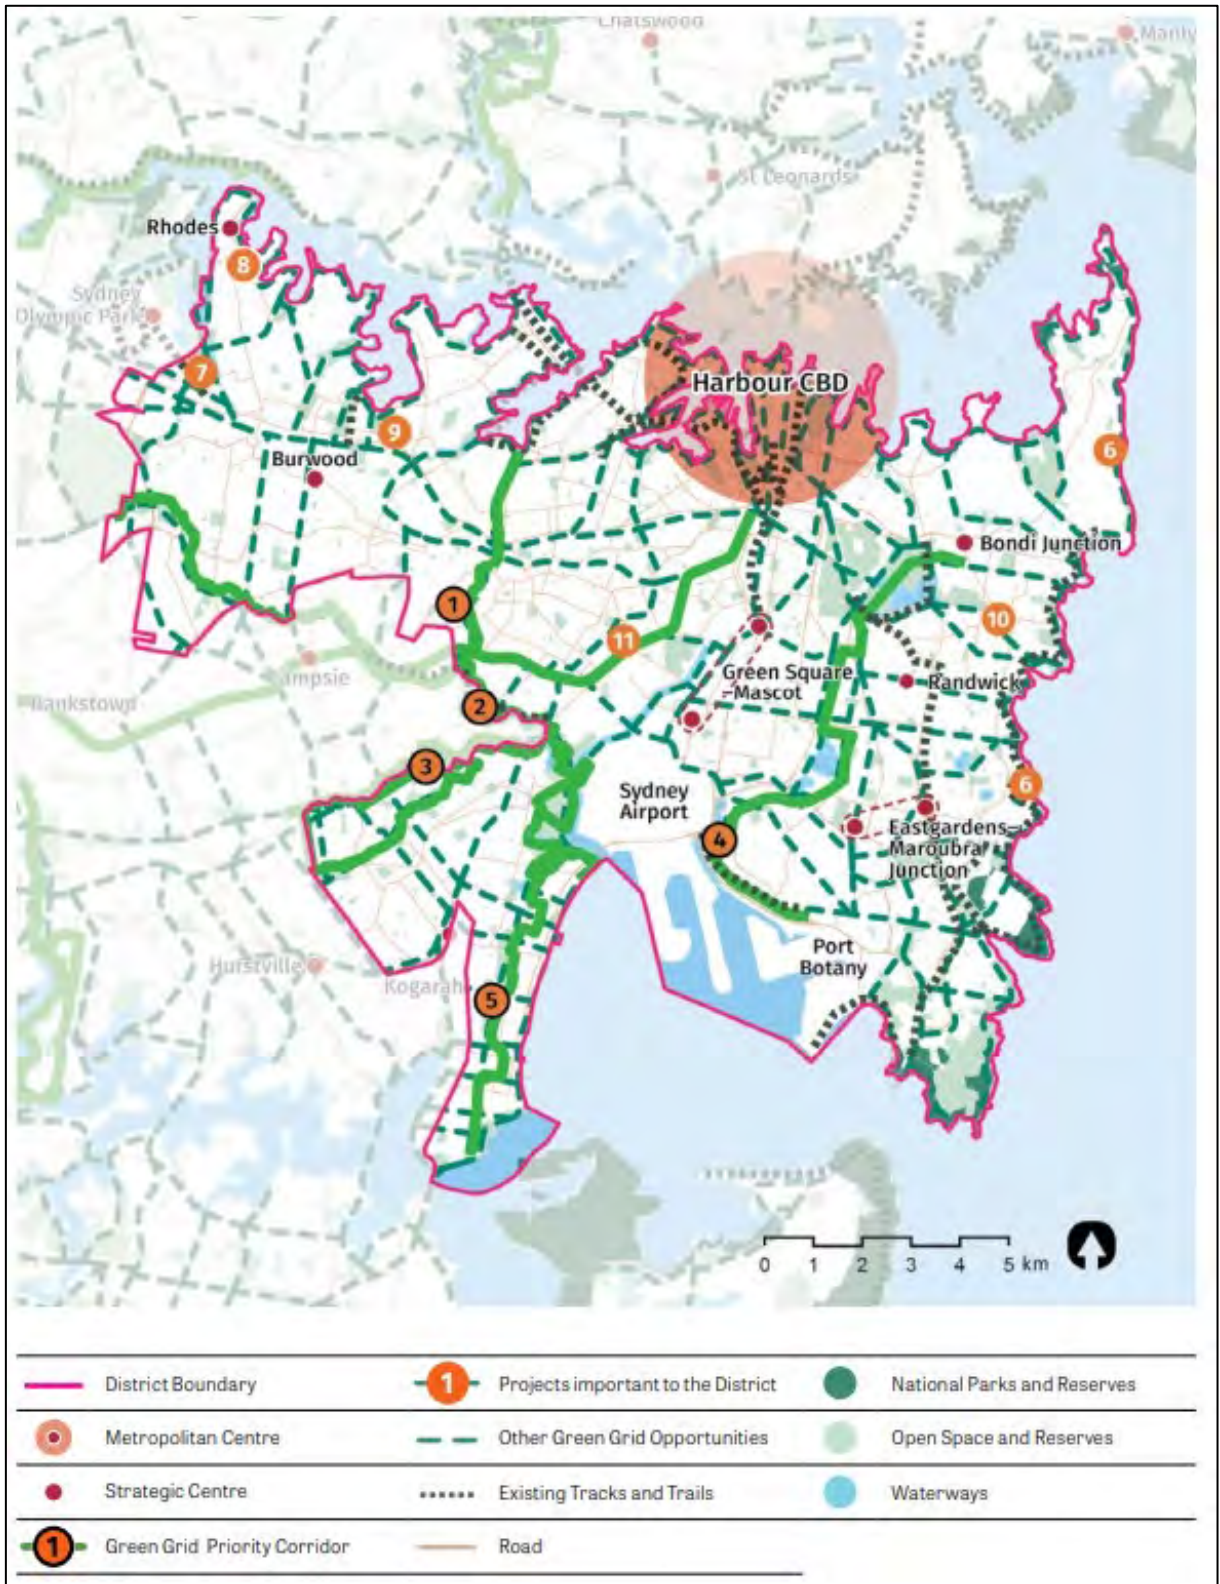 Chatswood
Manly
St Leonards
Rhodes
8
Sydney
Olympic Park
7
Harbour CBD
9
Burwood
6
Bondi Junction
1
10
11
Green Square
-Mascot
Randwick
ampsie
Bankstown
2
3
Sydney
Airport
6
4
Eastgardens-
Maroubra
Junction
Port
Botany
Hurstville
Kogarah
5
0 1 2 3 4 5 km
District Boundary
1 Projects important to the District
National Parks and Reserves
Metropolitan Centre
Other Green Grid Opportunities
Open Space and Reserves
Strategic Centre
Existing Tracks and Trails
Waterways
1 Green Grid Priority Corridor
Road